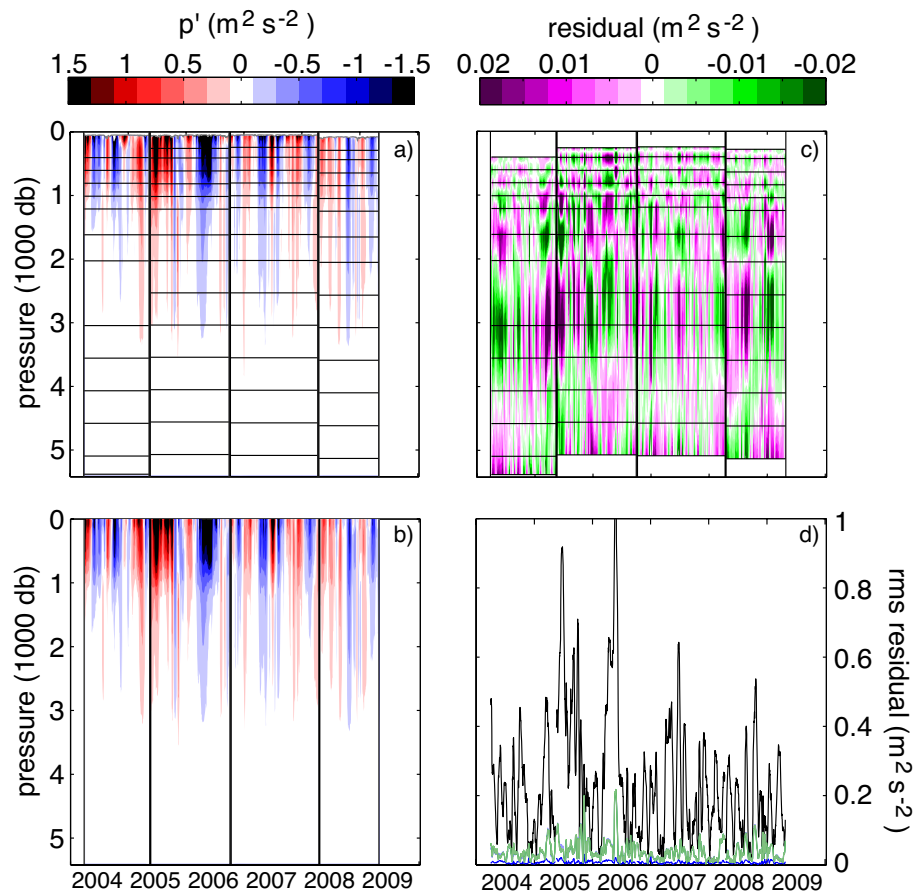 p' (m² s⁻²)
1.5 1 0.5 0 -0.5 -1 -1.5
residual (m² s⁻²)
0.02 0.01 0 -0.01 -0.02
a)
0
1
2
3
4
5
pressure (1000 db)
c)
b)
0
1
2
3
4
5
pressure (1000 db)
2004 2005 2006 2007 2008 2009
d)
1
0.8
0.6
0.4
0.2
0
rms residual (m² s⁻²)
2004 2005 2006 2007 2008 2009